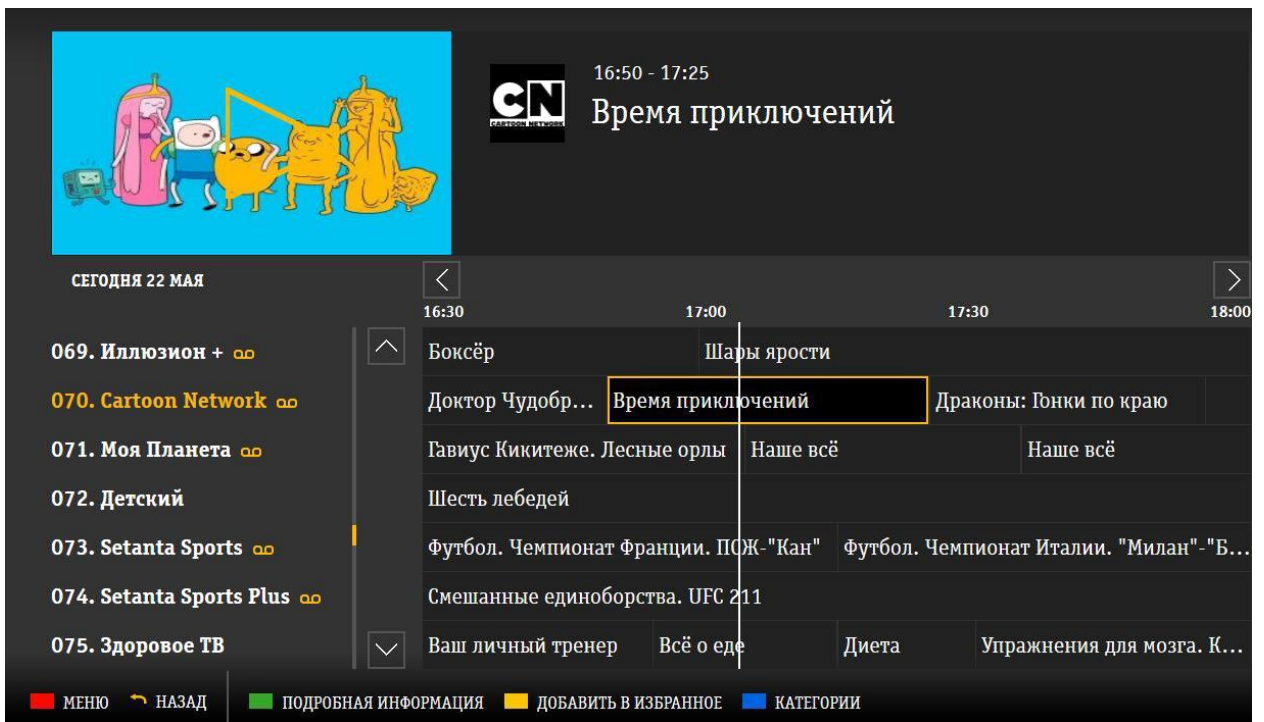 CN
CARTOON NETWORK
16:50 - 17:25
Время приключений
СЕГОДНЯ 22 МАЯ
16:30 17:00 17:30 18:00
069. Иллюзион + Боксёр Шары ярости
070. Cartoon Network Доктор Чудобр... Время приключений Драконы: Гонки по краю
071. Моя Планета Гавиус Кикитеже. Лесные орлы Наше всё Наше всё
072. Детский Шесть лебедей
073. Setanta Sports Футбол. Чемпионат Франции. ПСЖ-"Кан" Футбол. Чемпионат Италии. "Милан"-"Б...
074. Setanta Sports Plus Смешанные единоборства. UFC 211
075. Здоровое ТВ Ваш личный тренер Всё о еде Диета Упражнения для мозга. К...
МЕНЮ НАЗАД ПОДРОБНАЯ ИНФОРМАЦИЯ ДОБАВИТЬ В ИЗБРАННОЕ КАТЕГОРИИ